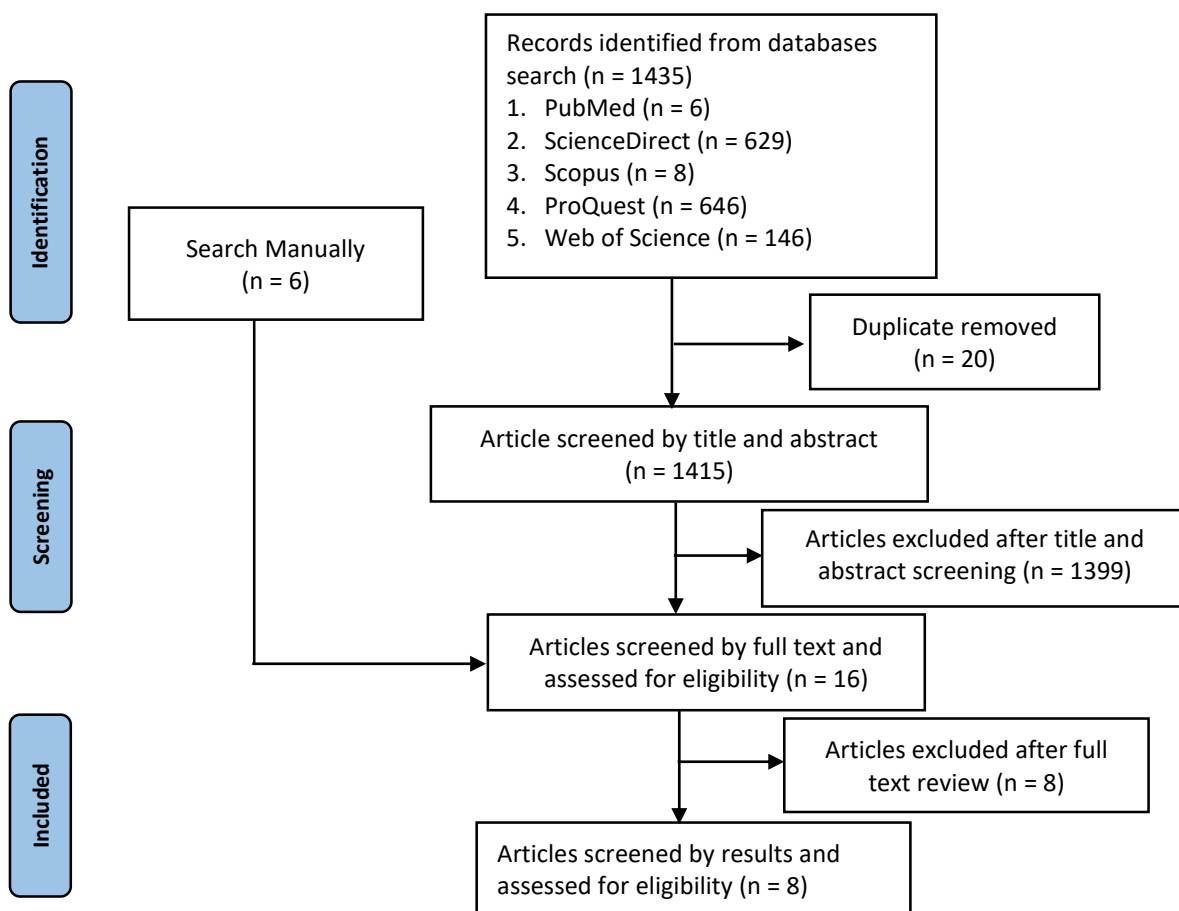 Identification
Records identified from databases
search (n = 1435)
1. PubMed (n = 6)
2. ScienceDirect (n = 629)
3. Scopus (n = 8)
4. ProQuest (n = 646)
5. Web of Science (n = 146)
Search Manually
(n = 6)
Duplicate removed
(n = 20)
Screening
Article screened by title and abstract
(n = 1415)
Articles excluded after title and
abstract screening (n = 1399)
Articles screened by full text and
assessed for eligibility (n = 16)
Included
Articles excluded after full
text review (n = 8)
Articles screened by results and
assessed for eligibility (n = 8)